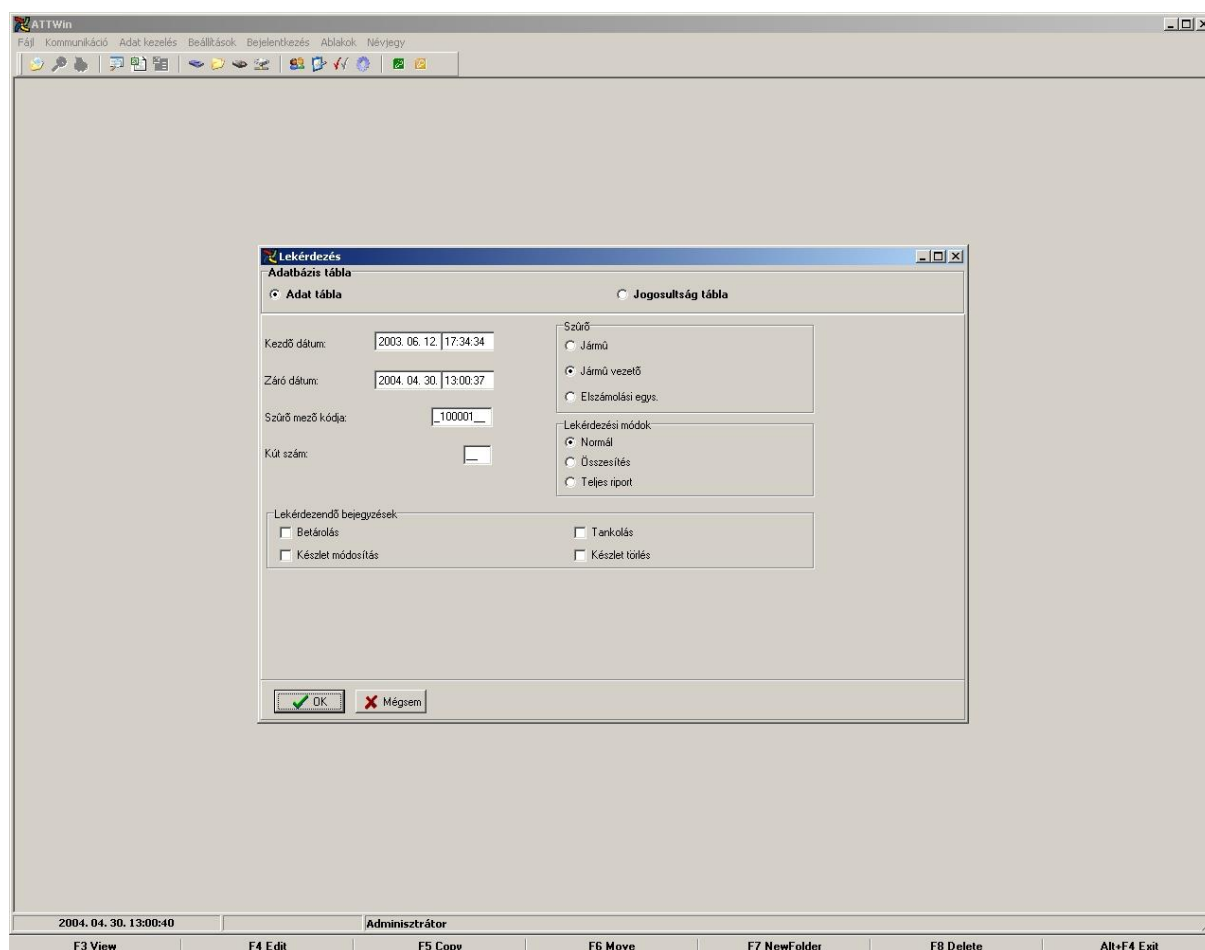 ATTWin
Fájl Kommunikáció Adat kezelés Beállítások Bejelentkezés Ablakok Névjegy
Lekérdezés
Adatbázis tábla
Adat tábla Jogosultság tábla
Kezdő dátum: 2003. 06. 12. 17:34:34
Záró dátum: 2004. 04. 30. 13:00:37
Szűrő mező kódja: _100001__
Kút szám: __
Szűrő
Jármű
Jármű vezető
Elszámolási egys.
Lekérdezési módok
Normál
Összesítés
Teljes riport
Lekérdezendő bejegyzések
Betárolás Tankolás
Készlet módosítás Készlet törlés
OK Mégsem
2004. 04. 30. 13:00:40 Adminisztrátor
F3 View F4 Edit F5 Copy F6 Move F7 NewFolder F8 Delete Alt+F4 Exit